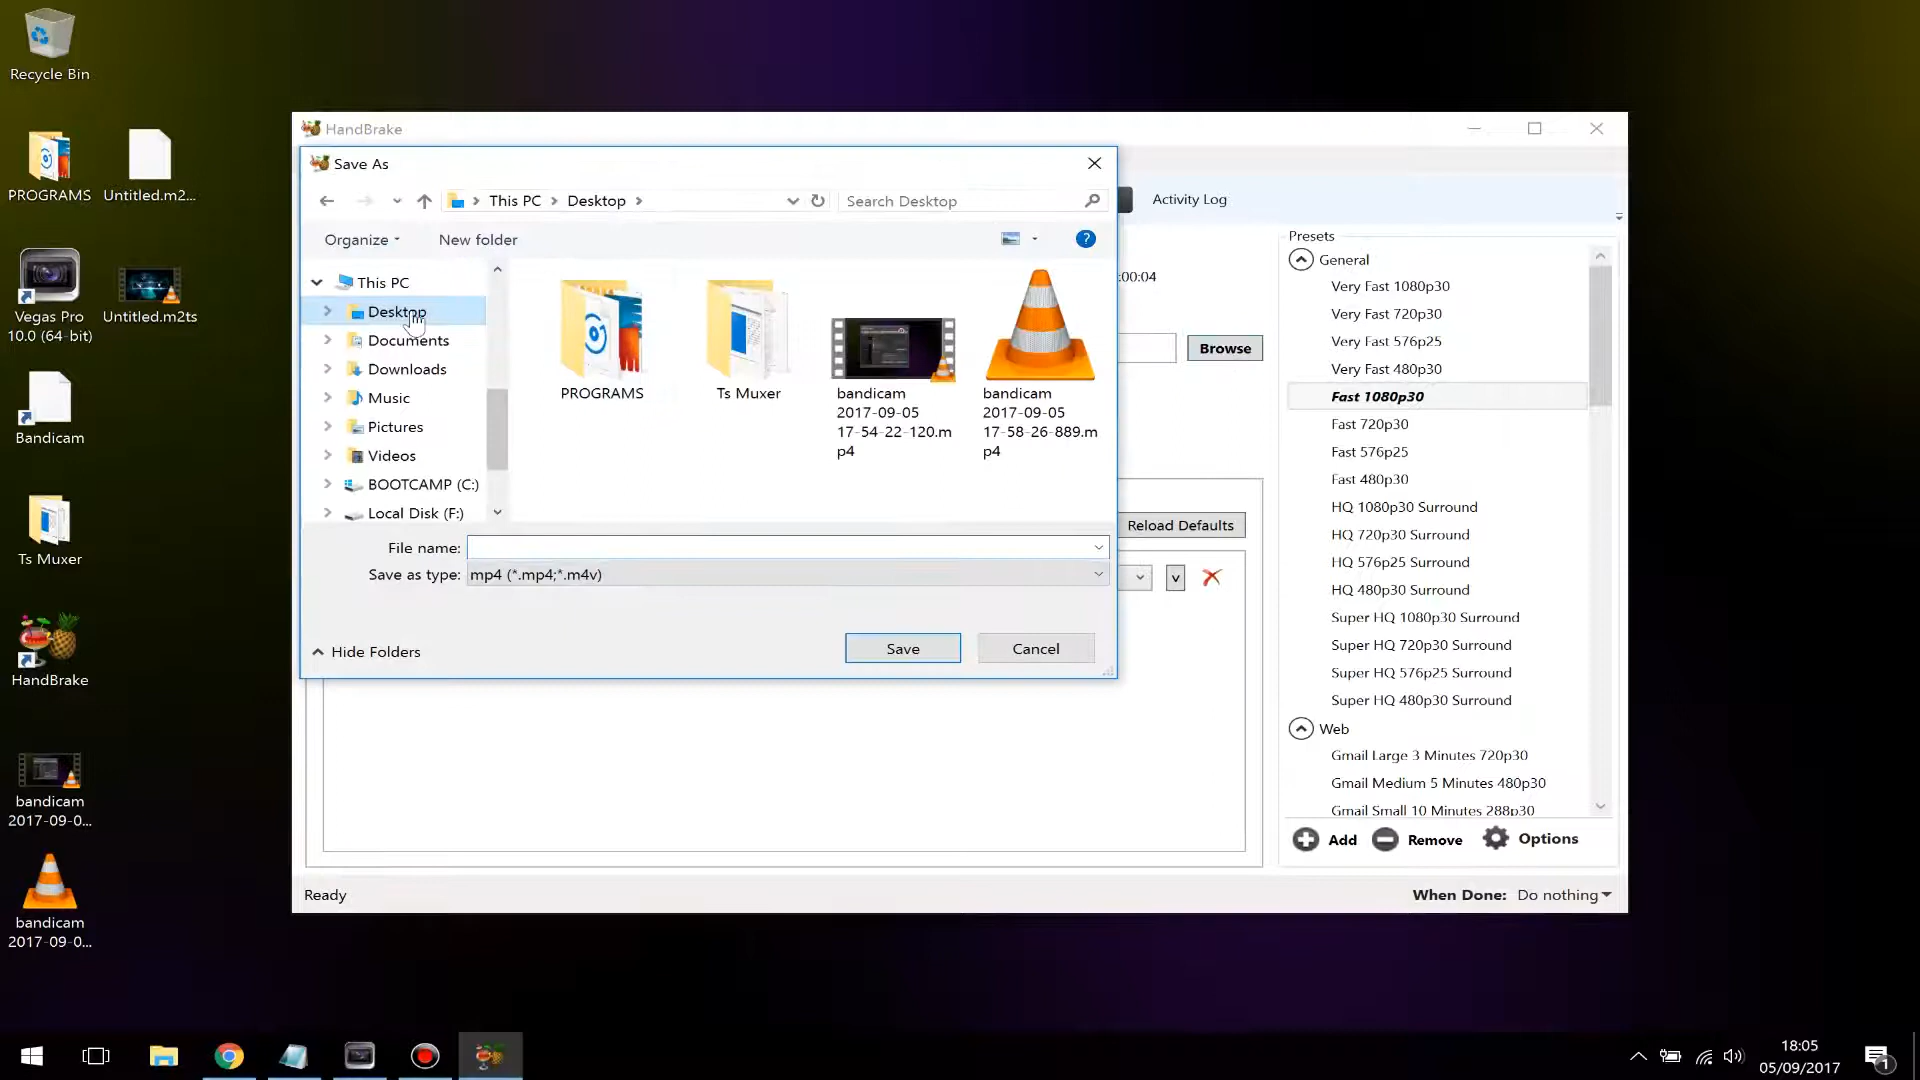 Recycle Bin
PROGRAMS
Untitled.m2...
Vegas Pro
10.0 (64-bit)
Untitled.m2ts
Bandicam
Ts Muxer
HandBrake
bandicam
2017-09-0...
bandicam
2017-09-0...
HandBrake
Save As
This PC
Desktop
Search Desktop
Organize
New folder
This PC
Desktop
Documents
Downloads
Music
Pictures
Videos
BOOTCAMP (C:)
Local Disk (F:)
PROGRAMS
Ts Muxer
bandicam
2017-09-05
17-54-22-120.m
p4
bandicam
2017-09-05
17-58-26-889.m
p4
File name:
Save as type:
mp4 (*.mp4;*.m4v)
Hide Folders
Save
Cancel
Activity Log
:00:04
Browse
Reload Defaults
Presets
General
Very Fast 1080p30
Very Fast 720p30
Very Fast 576p25
Very Fast 480p30
Fast 1080p30
Fast 720p30
Fast 576p25
Fast 480p30
HQ 1080p30 Surround
HQ 720p30 Surround
HQ 576p25 Surround
HQ 480p30 Surround
Super HQ 1080p30 Surround
Super HQ 720p30 Surround
Super HQ 576p25 Surround
Super HQ 480p30 Surround
Web
Gmail Large 3 Minutes 720p30
Gmail Medium 5 Minutes 480p30
Gmail Small 10 Minutes 288p30
Add
Remove
Options
Ready
When Done: Do nothing
18:05
05/09/2017
1